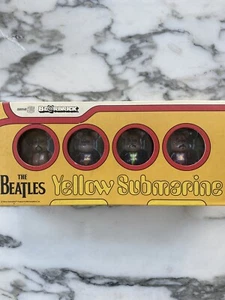 BE@RBRICK
THE
BEATLES
Yellow Submarine